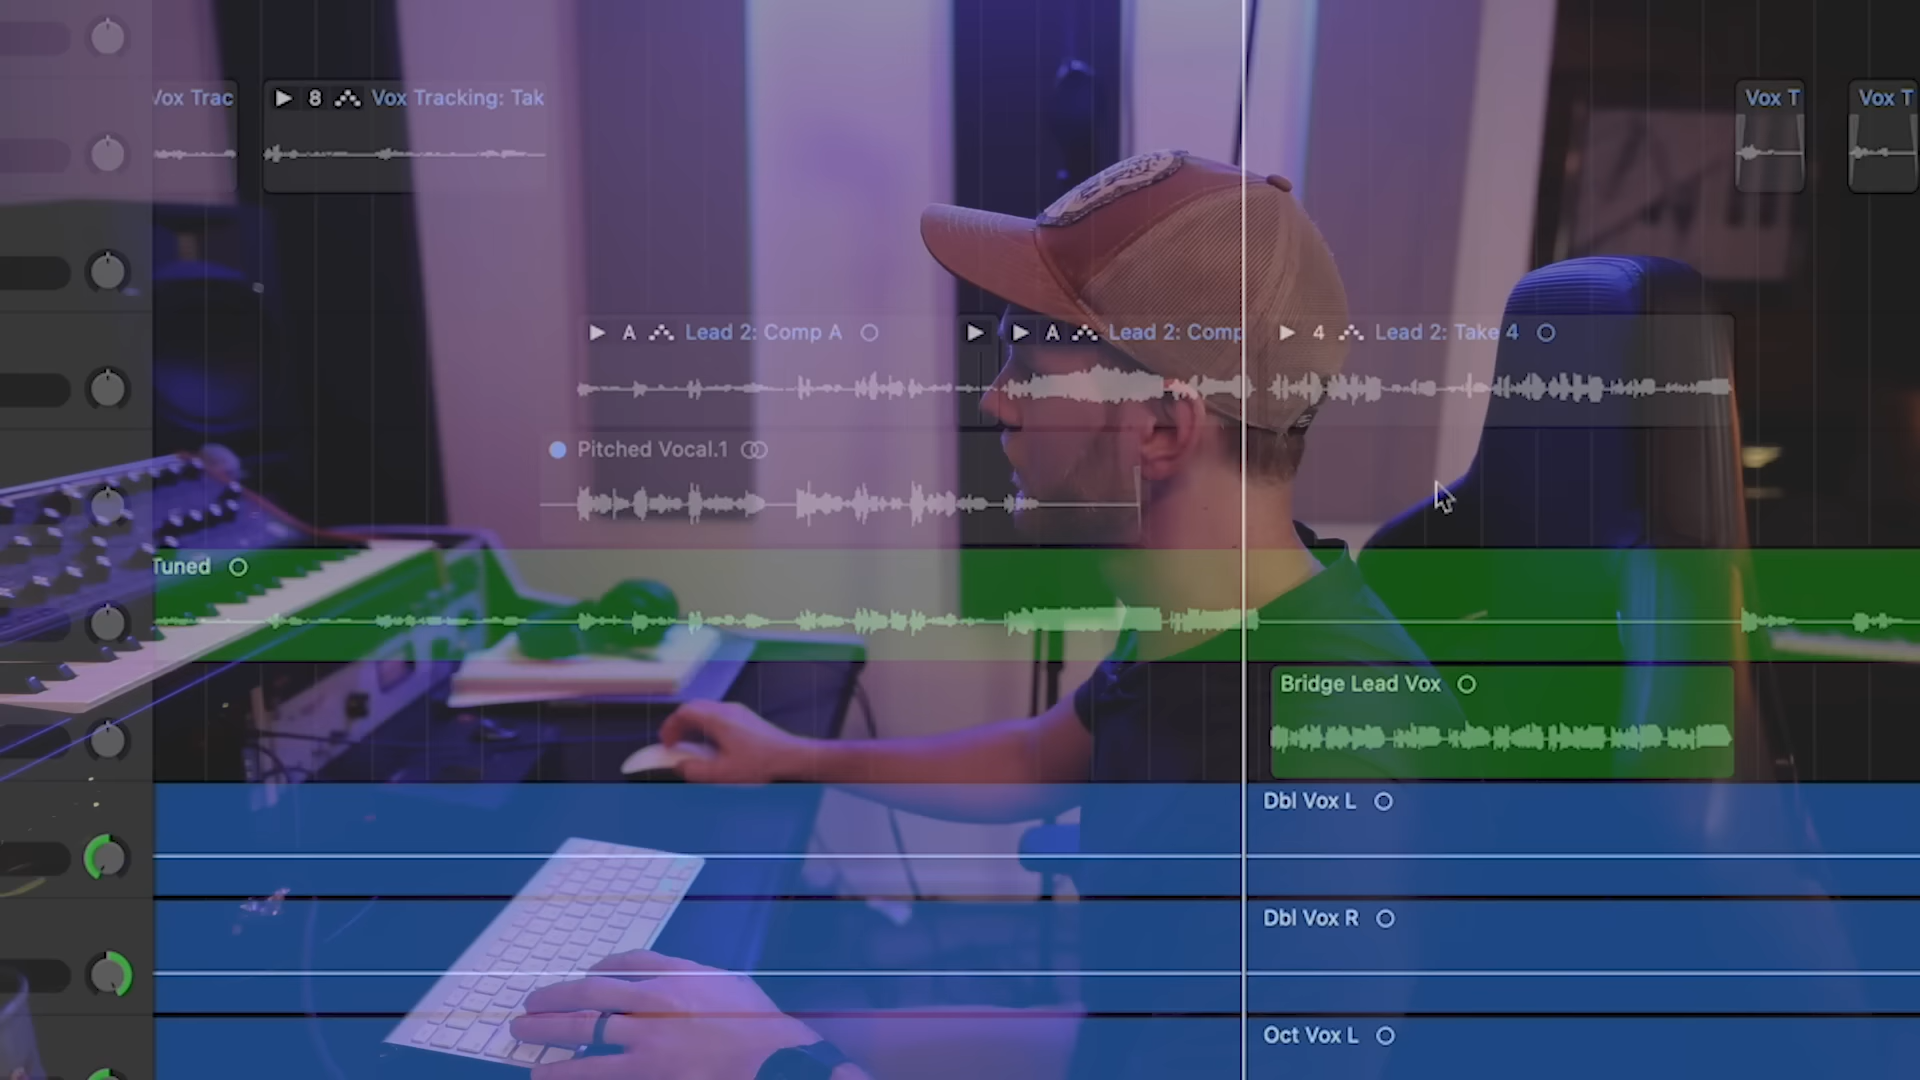 Vox Trac
8 Vox Tracking: Tak
Vox T
Vox T
A Lead 2: Comp A
A Lead 2: Comp
4 Lead 2: Take 4
Pitched Vocal.1
Tuned
Bridge Lead Vox
Dbl Vox L
Dbl Vox R
Oct Vox L